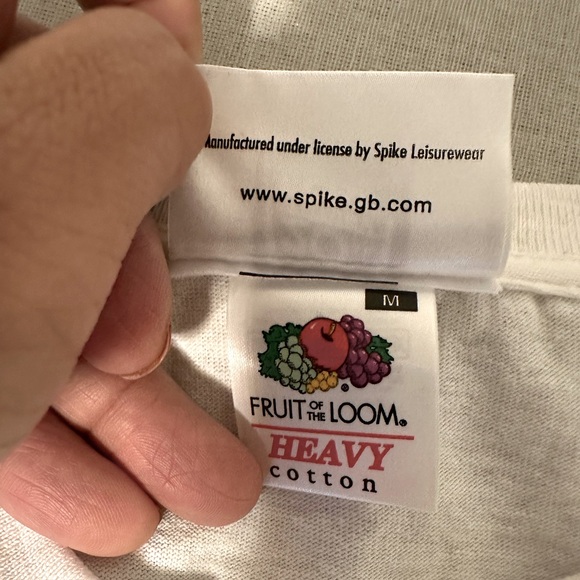 Manufactured under license by Spike Leisurewear
www.spike.gb.com
M
FRUIT OF THE LOOM®
HEAVY
cotton